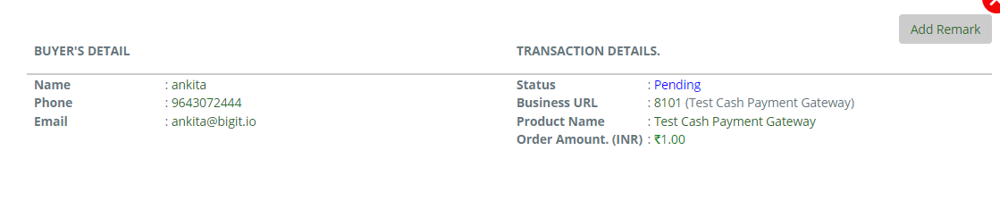 Add Remark
BUYER'S DETAIL
TRANSACTION DETAILS.
Name : ankita
Status : Pending
Phone : 9643072444
Business URL : 8101 (Test Cash Payment Gateway)
Email : ankita@bigit.io
Product Name : Test Cash Payment Gateway
Order Amount. (INR) : ₹1.00